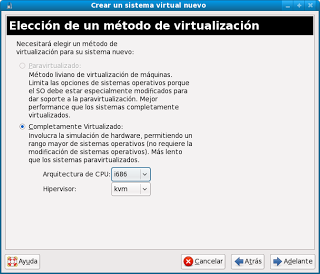 Crear un sistema virtual nuevo
Elección de un método de virtualización
Necesitará elegir un método de
virtualización para su sistema nuevo:
Paravirtualizado:
Método liviano de virtualización de máquinas.
Limita las opciones de sistemas operativos porque
el SO debe estar especialmente modificados para
dar soporte a la paravirtualización. Mejor
performance que los sistemas completamente
virtualizados.
Completamente Virtualizado:
Involucra la simulación de hardware, permitiendo un
rango mayor de sistemas operativos (no requiere la
modificación de sistemas operativos). Más lento
que los sistemas paravirtualizados.
Arquitectura de CPU: i686
Hipervisor: kvm
Ayuda Cancelar Atrás Adelante